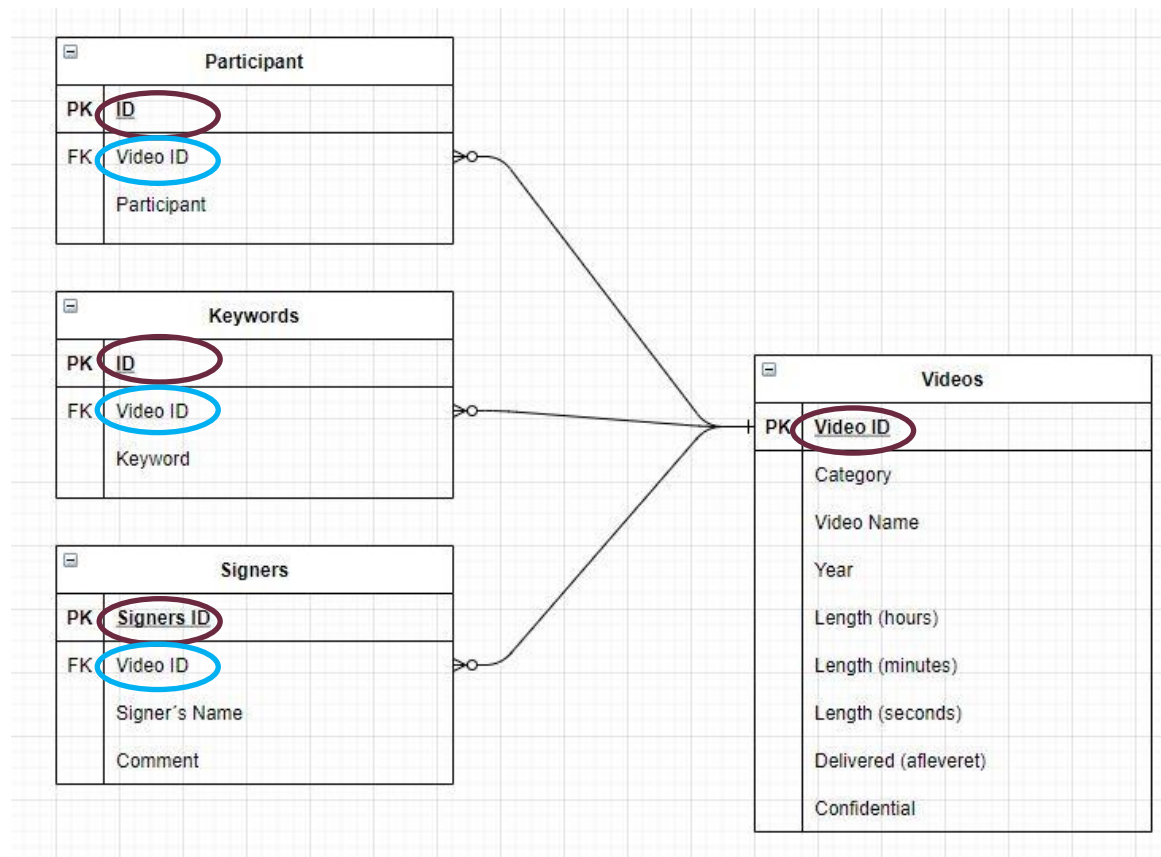 Participant
PK ID
FK Video ID
Participant
Keywords
PK ID
FK Video ID
Keyword
Signers
PK Signers ID
FK Video ID
Signer´s Name
Comment
Videos
PK Video ID
Category
Video Name
Year
Length (hours)
Length (minutes)
Length (seconds)
Delivered (afleveret)
Confidential